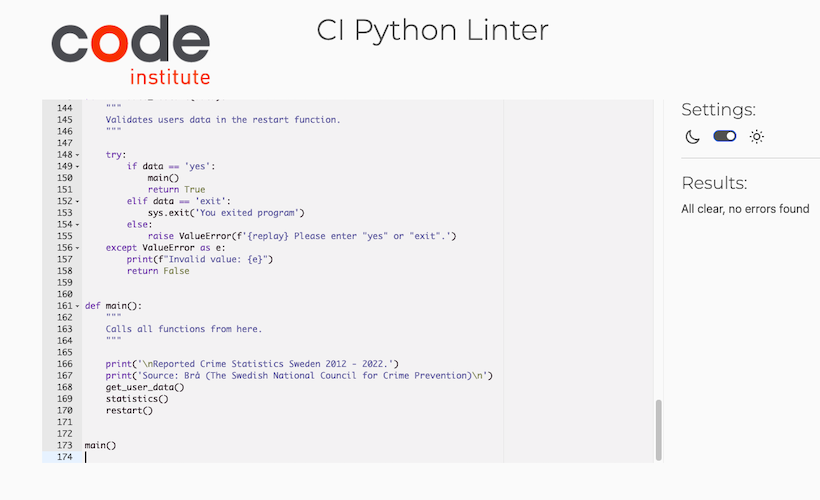 code
institute
CI Python Linter
144 """
145 Validates users data in the restart function.
146 """
147
148 try:
149 if data == 'yes':
150 main()
151 return True
152 elif data == 'exit':
153 sys.exit('You exited program')
154 else:
155 raise ValueError(f'{replay} Please enter "yes" or "exit".')
156 except ValueError as e:
157 print(f"Invalid value: {e}")
158 return False
159
160
161 def main():
162 """
163 Calls all functions from here.
164 """
165
166 print('\nReported Crime Statistics Sweden 2012 - 2022.')
167 print('Source: Brå (The Swedish National Council for Crime Prevention)\n')
168 get_user_data()
169 statistics()
170 restart()
171
172
173 main()
174
Settings:
Results:
All clear, no errors found